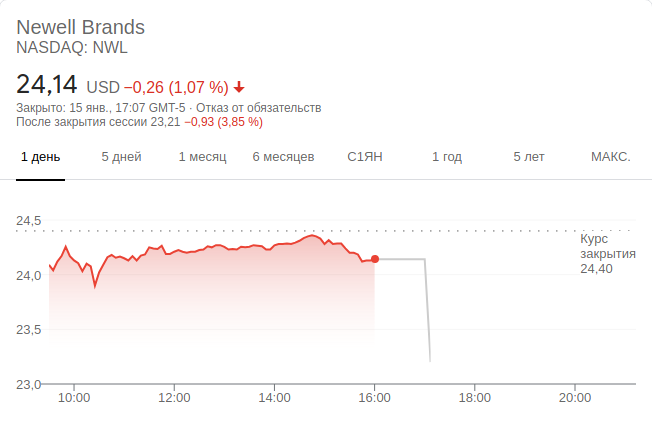 Newell Brands
NASDAQ: NWL
24,14 USD −0,26 (1,07 %)
Закрыто: 15 янв., 17:07 GMT-5 · Отказ от обязательств
После закрытия сессии 23,21 −0,93 (3,85 %)
1 день 5 дней 1 месяц 6 месяцев С1ЯН 1 год 5 лет МАКС.
24,5
Курс
закрытия
24,40
24,0
23,5
23,0
10:00 12:00 14:00 16:00 18:00 20:00